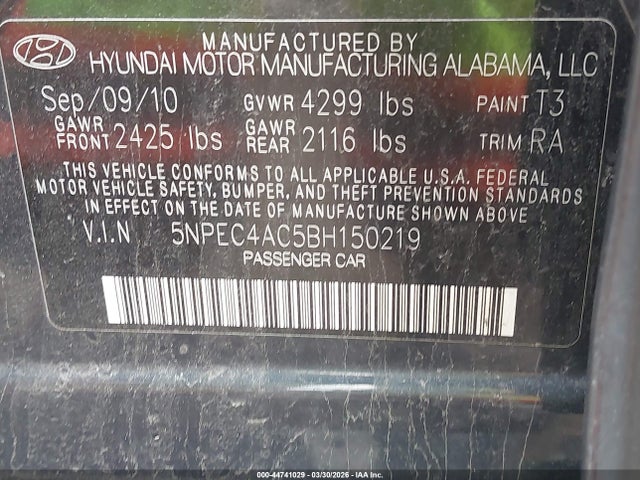 MANUFACTURED BY
HYUNDAI MOTOR MANUFACTURING ALABAMA, LLC
Sep/09/10 GVWR 4299 lbs PAINT T3
GAWR FRONT 2425 lbs GAWR REAR 2116 lbs TRIM RA
THIS VEHICLE CONFORMS TO ALL APPLICABLE U.S.A. FEDERAL
MOTOR VEHICLE SAFETY, BUMPER, AND THEFT PREVENTION STANDARDS
IN EFFECT ON THE DATE OF MANUFACTURE SHOWN ABOVE.
V.I.N 5NPEC4AC5BH150219
PASSENGER CAR
000-44741029 - 03/30/2026 - IAAI.CA